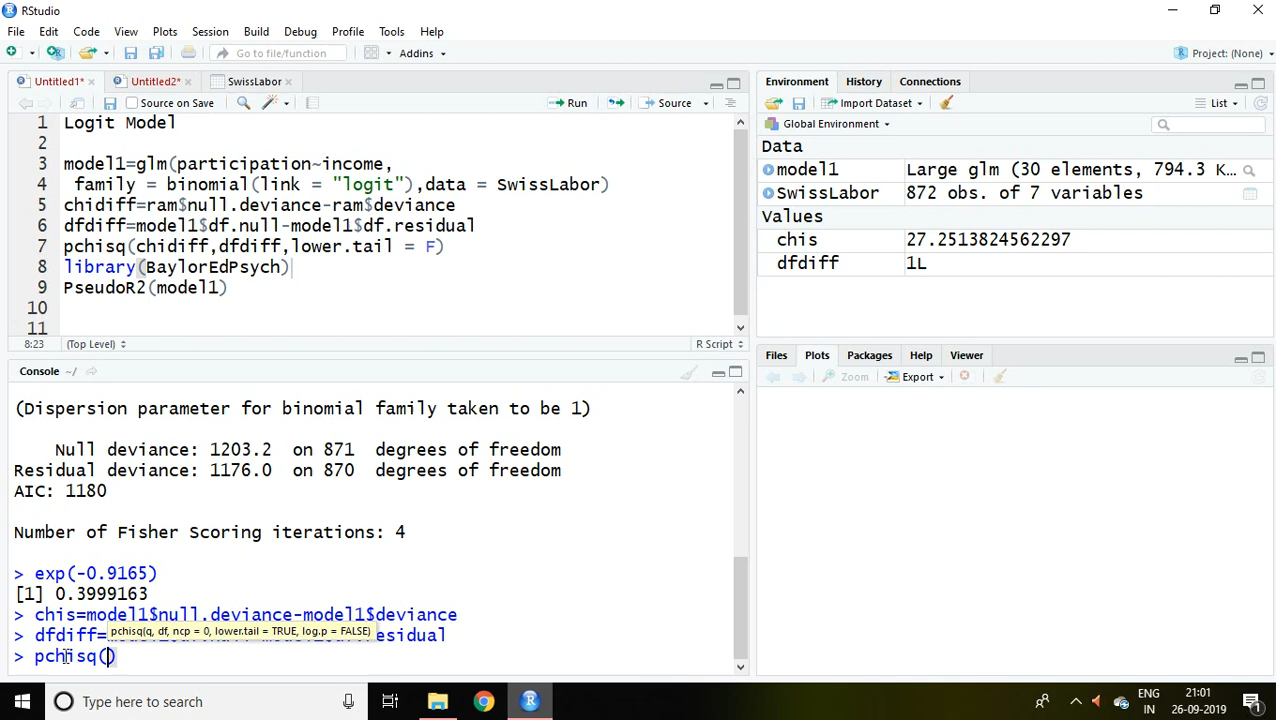 RStudio
File Edit Code View Plots Session Build Debug Profile Tools Help
Go to file/function Addins Project: (None)
Untitled1* Untitled2* SwissLabor
Source on Save Run Source
1 Logit Model
2
3 model1=glm(participation~income,
4 family = binomial(link = "logit"),data = SwissLabor)
5 chidiff=ram$null.deviance-ram$deviance
6 dfdiff=model1$df.null-model1$df.residual
7 pchisq(chidiff,dfdiff,lower.tail = F)
8 library(BaylorEdPsych)
9 PseudoR2(model1)
10
11
8:23 (Top Level) R Script
Console ~/
(Dispersion parameter for binomial family taken to be 1)
Null deviance: 1203.2 on 871 degrees of freedom
Residual deviance: 1176.0 on 870 degrees of freedom
AIC: 1180
Number of Fisher Scoring iterations: 4
> exp(-0.9165)
[1] 0.3999163
> chis=model1$null.deviance-model1$deviance
pchisq(q, df, ncp = 0, lower.tail = TRUE, log.p = FALSE)
> dfdiff= residual
> pchisq()
Environment History Connections
Import Dataset List
Global Environment
Data
model1 Large glm (30 elements, 794.3 K…
SwissLabor 872 obs. of 7 variables
Values
chis 27.2513824562297
dfdiff 1L
Files Plots Packages Help Viewer
Zoom Export
Type here to search
ENG 21:01
IN 26-09-2019
1